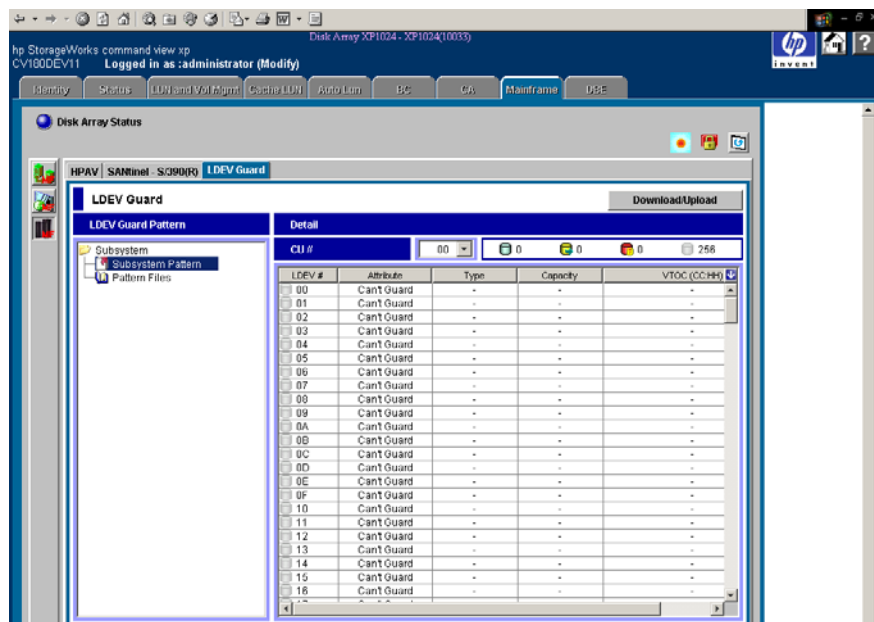 Disk Array XP1024 - XP1024(10033)
hp StorageWorks command view xp
CV180DEV11 Logged in as :administrator (Modify)
hp
invent
?
Identity Status LUN and Vol Mgmt Cache LUN Auto Lun BC CA Mainframe
Disk Array Status
HPAV SANtinel - S/390(R) LDEV Guard
LDEV Guard Download/Upload
LDEV Guard Pattern Detail
Subsystem
Subsystem Pattern
Pattern Files
CU # 00 0 0 0 256
LDEV # Attribute Type Capacity VTOC (CC:HH)
00 Can't Guard - - -
01 Can't Guard - - -
02 Can't Guard - - -
03 Can't Guard - - -
04 Can't Guard - - -
05 Can't Guard - - -
06 Can't Guard - - -
07 Can't Guard - - -
08 Can't Guard - - -
09 Can't Guard - - -
0A Can't Guard - - -
0B Can't Guard - - -
0C Can't Guard - - -
0D Can't Guard - - -
0E Can't Guard - - -
0F Can't Guard - - -
10 Can't Guard - - -
11 Can't Guard - - -
12 Can't Guard - - -
13 Can't Guard - - -
14 Can't Guard - - -
15 Can't Guard - - -
16 Can't Guard - - -